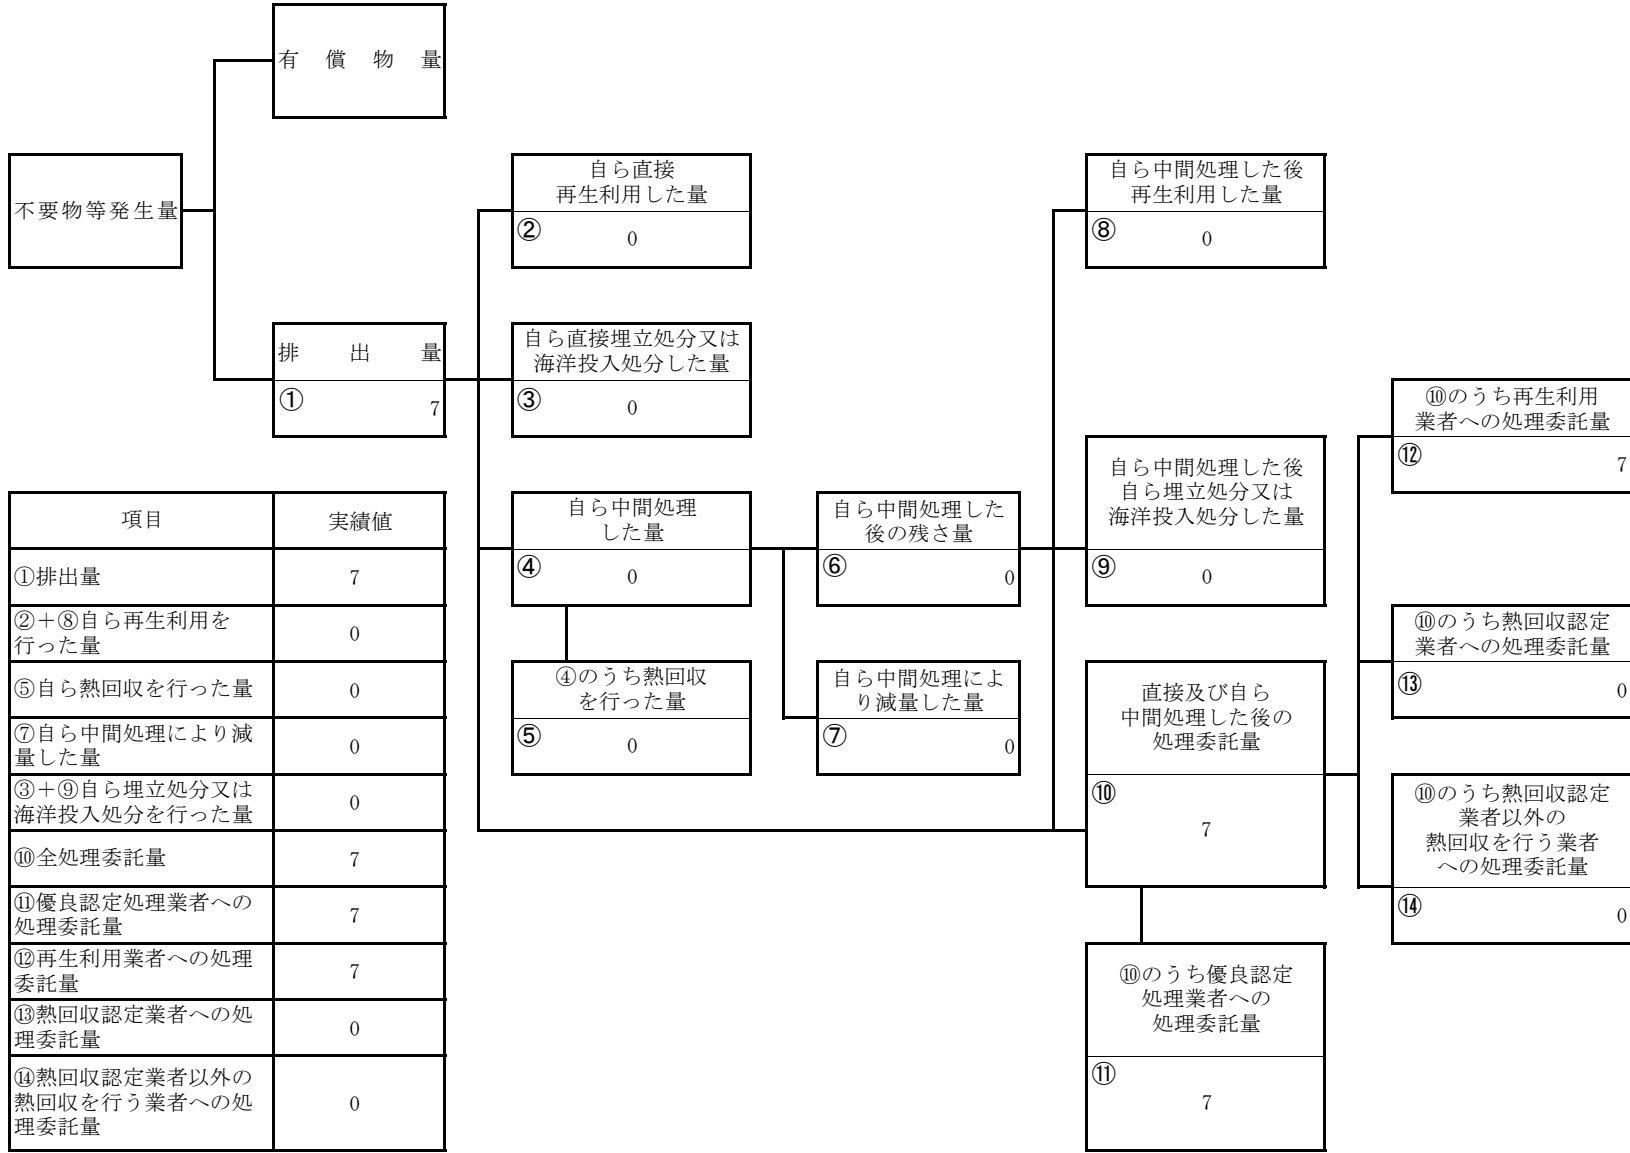 有償物量
不要物等発生量
排出量
①
7
自ら直接
再生利用した量
②
0
自ら直接埋立処分又は
海洋投入処分した量
③
0
自ら中間処理
した量
④
0
④のうち熱回収
を行った量
⑤
0
自ら中間処理した
後の残さ量
⑥
0
自ら中間処理によ
り減量した量
⑦
0
自ら中間処理した後
再生利用した量
⑧
0
自ら中間処理した後
自ら埋立処分又は
海洋投入処分した量
⑨
0
直接及び自ら
中間処理した後の
処理委託量
⑩
7
⑩のうち優良認定
処理業者への
処理委託量
⑪
7
⑩のうち再生利用
業者への処理委託量
⑫
7
⑩のうち熱回収認定
業者への処理委託量
⑬
0
⑩のうち熱回収認定
業者以外の
熱回収を行う業者
への処理委託量
⑭
0
項目 実績値
①排出量 7
②＋⑧自ら再生利用を
行った量 0
⑤自ら熱回収を行った量 0
⑦自ら中間処理により減
量した量 0
③＋⑨自ら埋立処分又は
海洋投入処分を行った量 0
⑩全処理委託量 7
⑪優良認定処理業者への
処理委託量 7
⑫再生利用業者への処理
委託量 7
⑬熱回収認定業者への処
理委託量 0
⑭熱回収認定業者以外の
熱回収を行う業者への処
理委託量 0